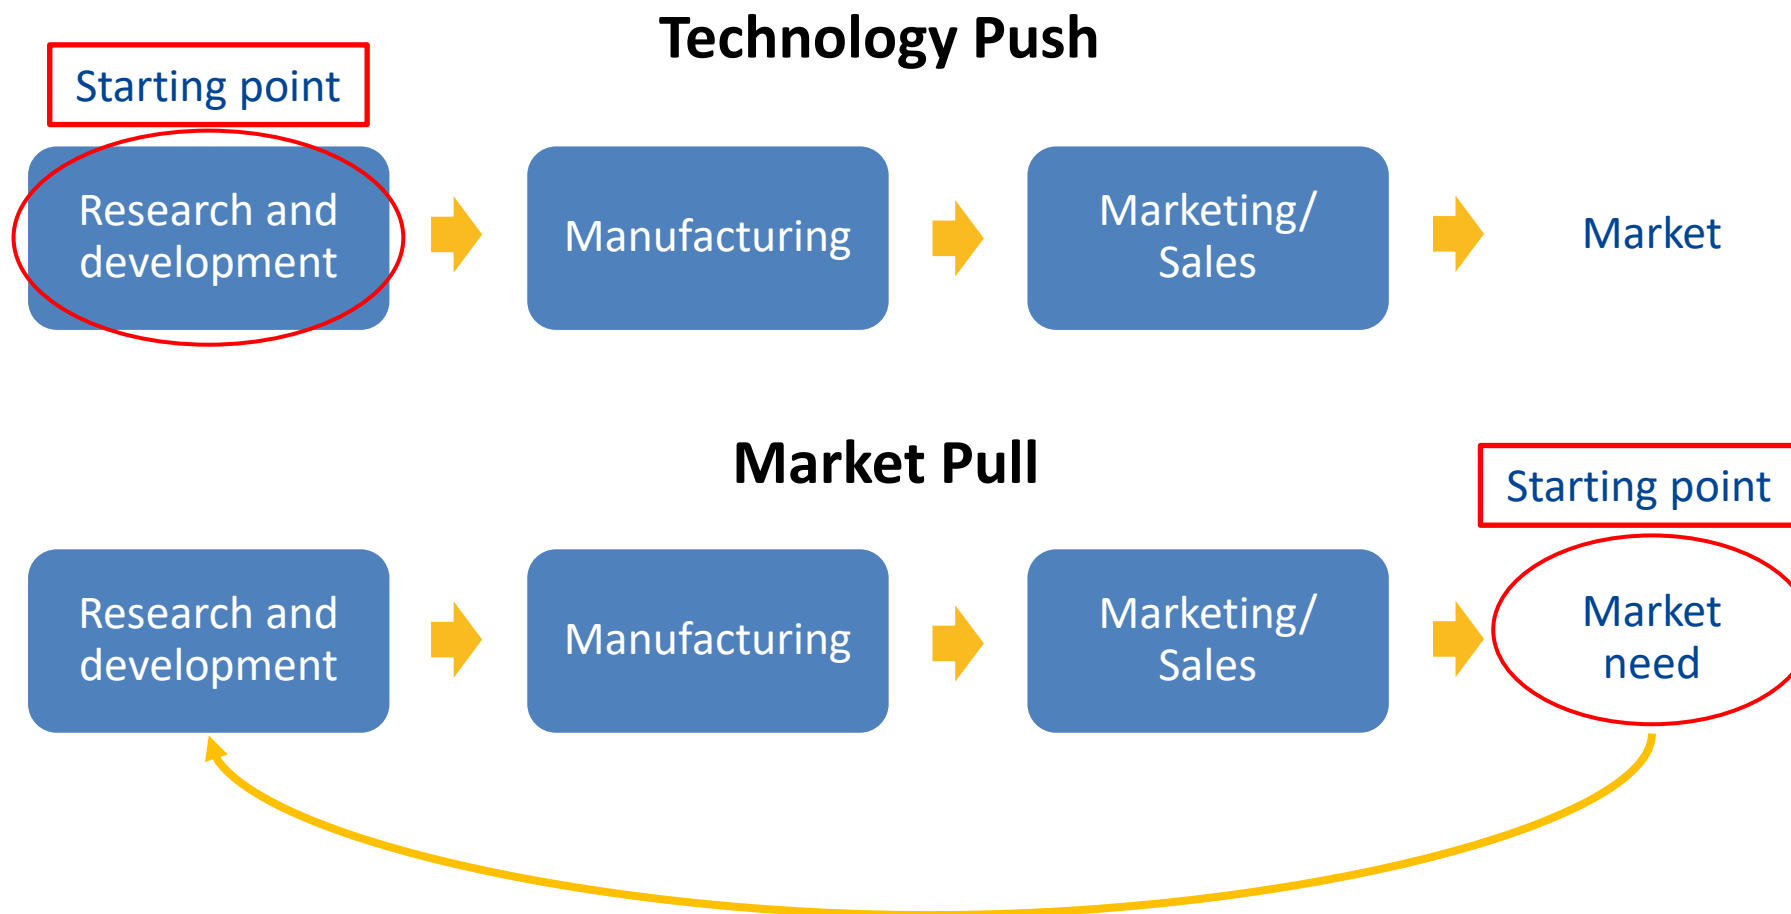 Technology Push
Starting point
Research and
development
Manufacturing
Marketing/
Sales
Market
Market Pull
Starting point
Research and
development
Manufacturing
Marketing/
Sales
Market
need